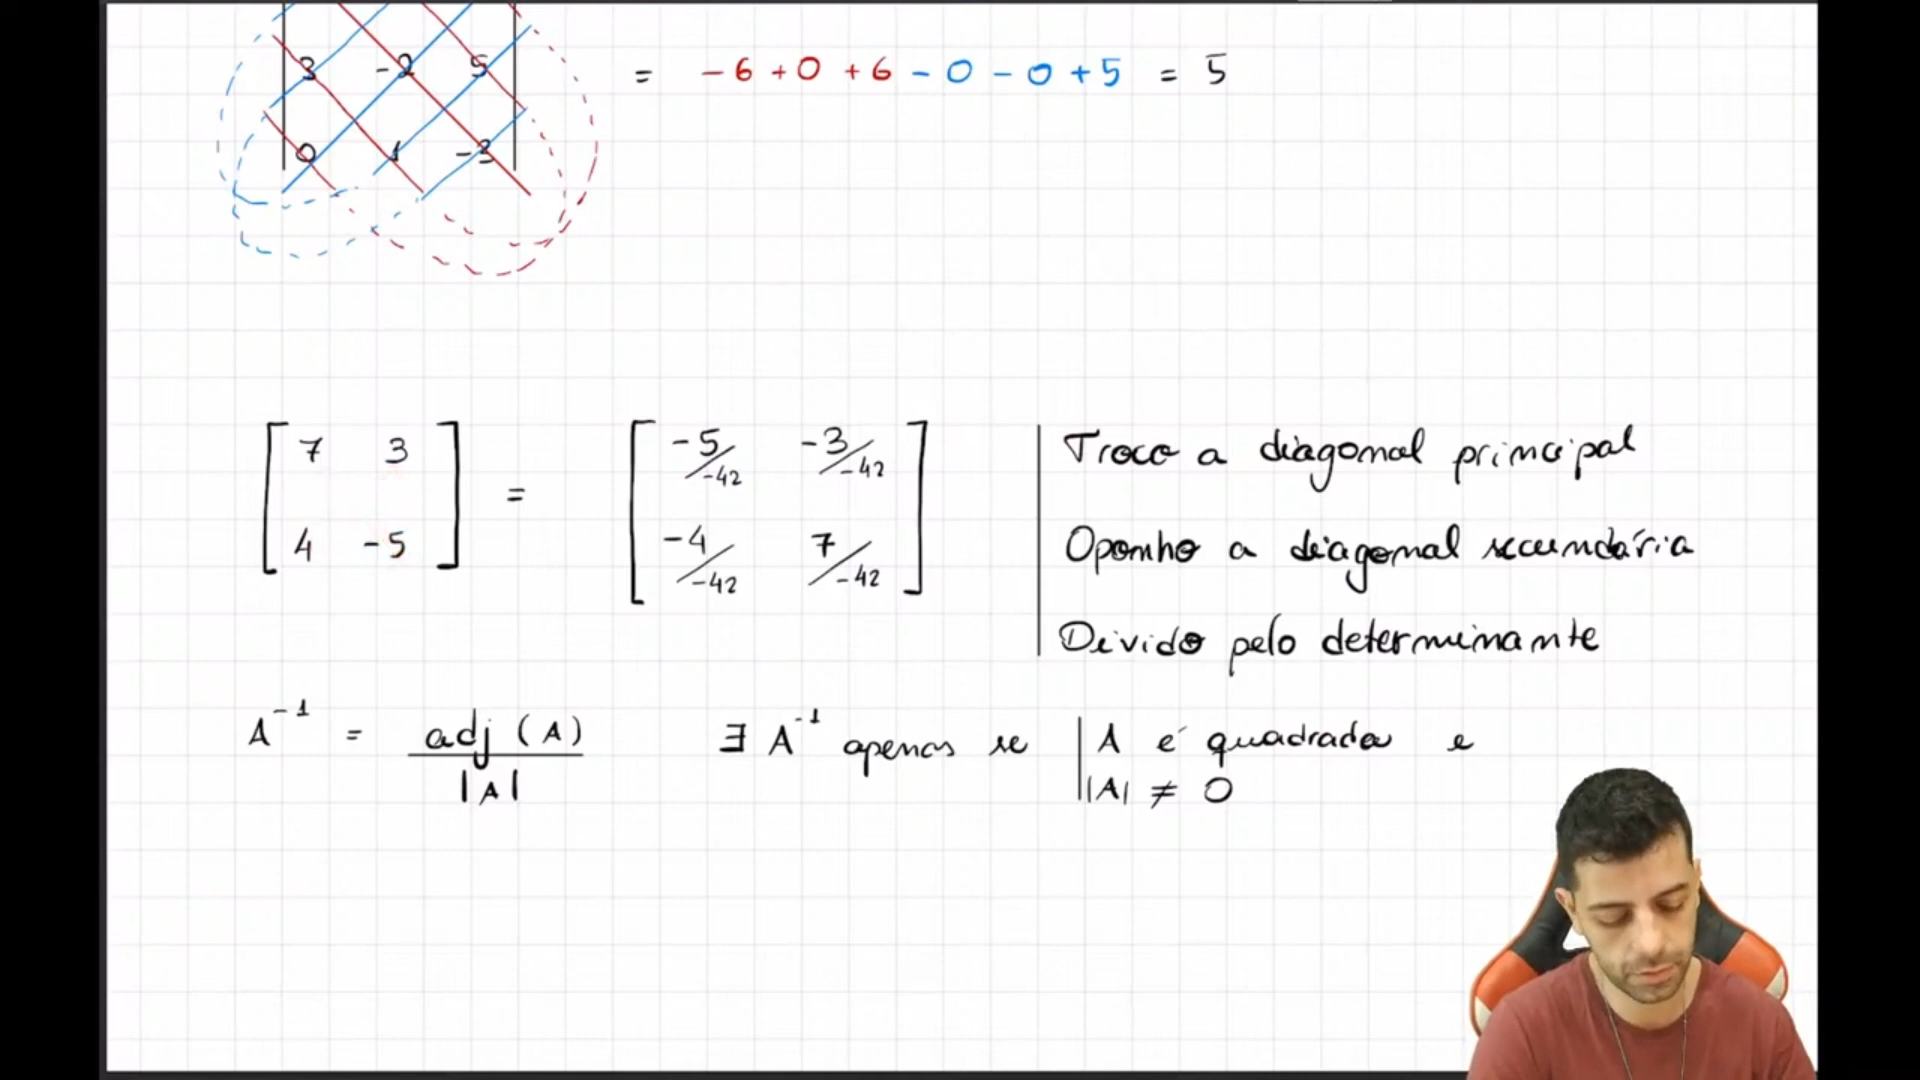 3 -2 5
= -6 +0 +6 -0 -0 +5 = 5
0 1 -3
[7 3] = [-5/-42 -3/-42]
[4 -5] [-4/-42 7/-42]
Troco a diagonal principal
Oponho a diagonal secundária
Divido pelo determinante
A⁻¹ = adj (A) / |A|
∃ A⁻¹ apenas se | A é quadrada e
|A| ≠ 0